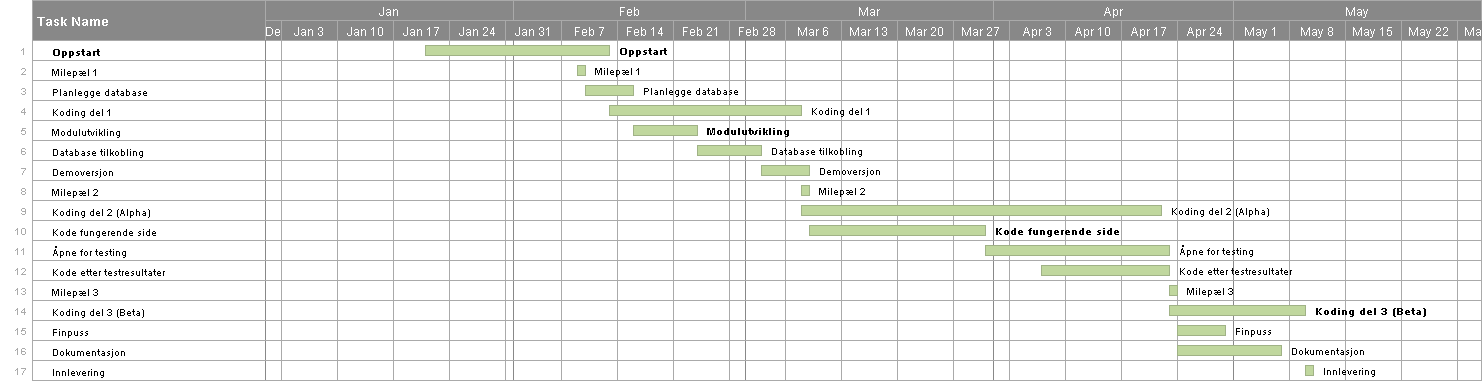 Task Name
Jan Feb Mar Apr May
De Jan 3 Jan 10 Jan 17 Jan 24 Jan 31 Feb 7 Feb 14 Feb 21 Feb 28 Mar 6 Mar 13 Mar 20 Mar 27 Apr 3 Apr 10 Apr 17 Apr 24 May 1 May 8 May 15 May 22 Ma
1 Oppstart Oppstart
2 Milepæl 1 Milepæl 1
3 Planlegge database Planlegge database
4 Koding del 1 Koding del 1
5 Modulutvikling Modulutvikling
6 Database tilkobling Database tilkobling
7 Demoversjon Demoversjon
8 Milepæl 2 Milepæl 2
9 Koding del 2 (Alpha) Koding del 2 (Alpha)
10 Kode fungerende side Kode fungerende side
11 Åpne for testing Åpne for testing
12 Kode etter testresultater Kode etter testresultater
13 Milepæl 3 Milepæl 3
14 Koding del 3 (Beta) Koding del 3 (Beta)
15 Finpuss Finpuss
16 Dokumentasjon Dokumentasjon
17 Innlevering Innlevering